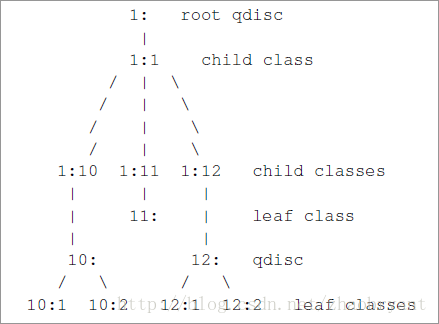 1: root qdisc
|
1:1 child class
/ | \
/ | \
/ | \
/ | \
1:10 1:11 1:12 child classes
| | |
| 11: | leaf class
| |
10: 12: qdisc
/ \ / \
10:1 10:2 12:1 12:2 leaf classes